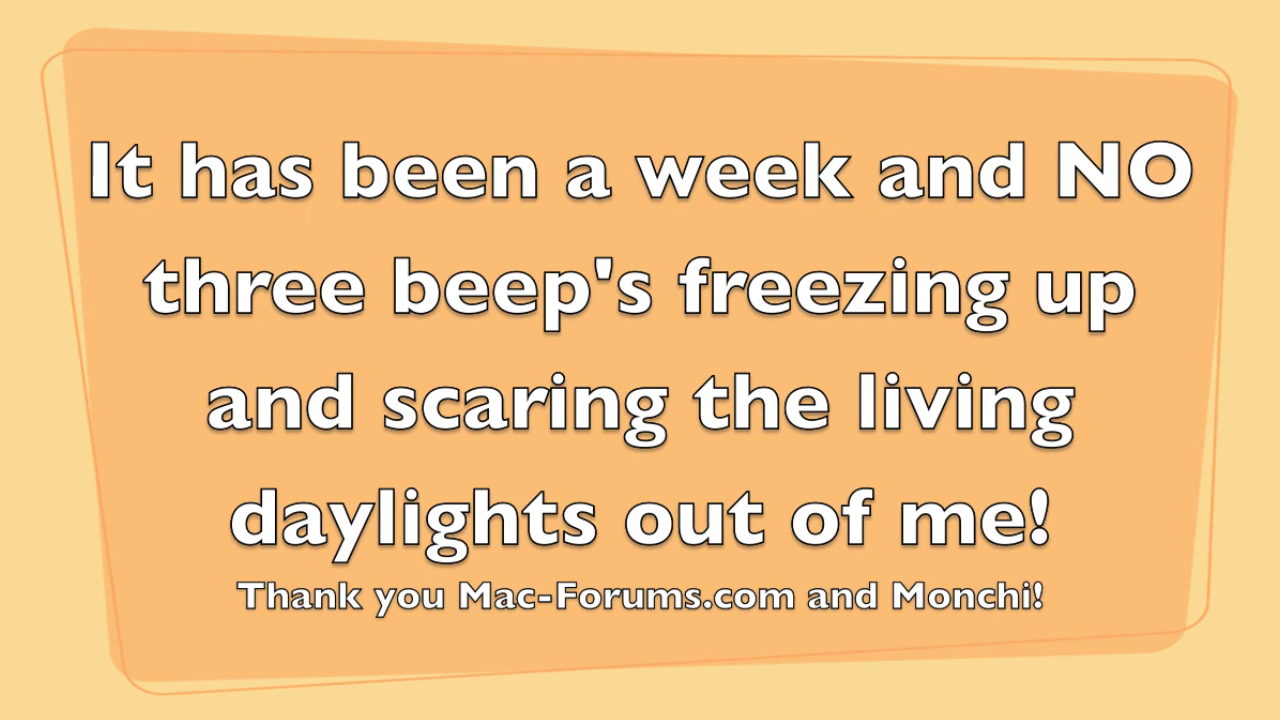 It has been a week and NO
three beep's freezing up
and scaring the living
daylights out of me!
Thank you Mac-Forums.com and Monchi!